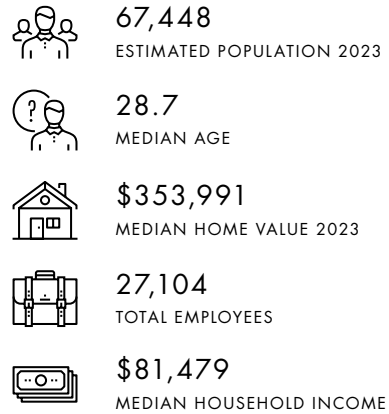 67,448
ESTIMATED POPULATION 2023
?
28.7
MEDIAN AGE
$353,991
MEDIAN HOME VALUE 2023
27,104
TOTAL EMPLOYEES
$81,479
MEDIAN HOUSEHOLD INCOME